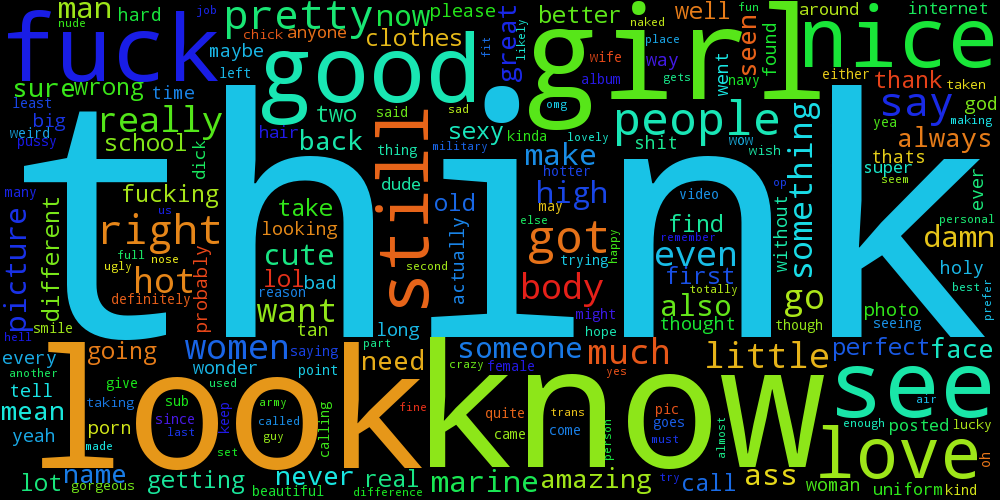 man hard job pretty now please great better well fun around internet
nude fuck chick anyone maybe clothes fit likely naked place wife seen found nice
left good girl way gets album went navy either thank taken
sure wrong time two said sad omg people say god
least big really hair sexy kinda lovely wow yea making
weird pussy school dick back thing military make shit wish something always
think
many fucking dude still old hotter high video without super thats seem ever
picture different us right take looking cute actually may else got find even op personal damn
full nose ugly probably lol bad second trying happy remember first totally holy
hot definitely reason want body also go photo best prefer
smile tan long might hope thought though seeing
hell every going women saying part someone much little perfect face
another wonder point need crazy female yes
tell give used look know see air
mean taking sub since army called fine quite trans pic goes enough posted lucky
yeah porn last keep guy calling came come person must almost love
made set
name never real marine amazing try call ass woman oh
lot gorgeous getting beautiful difference uniform kind